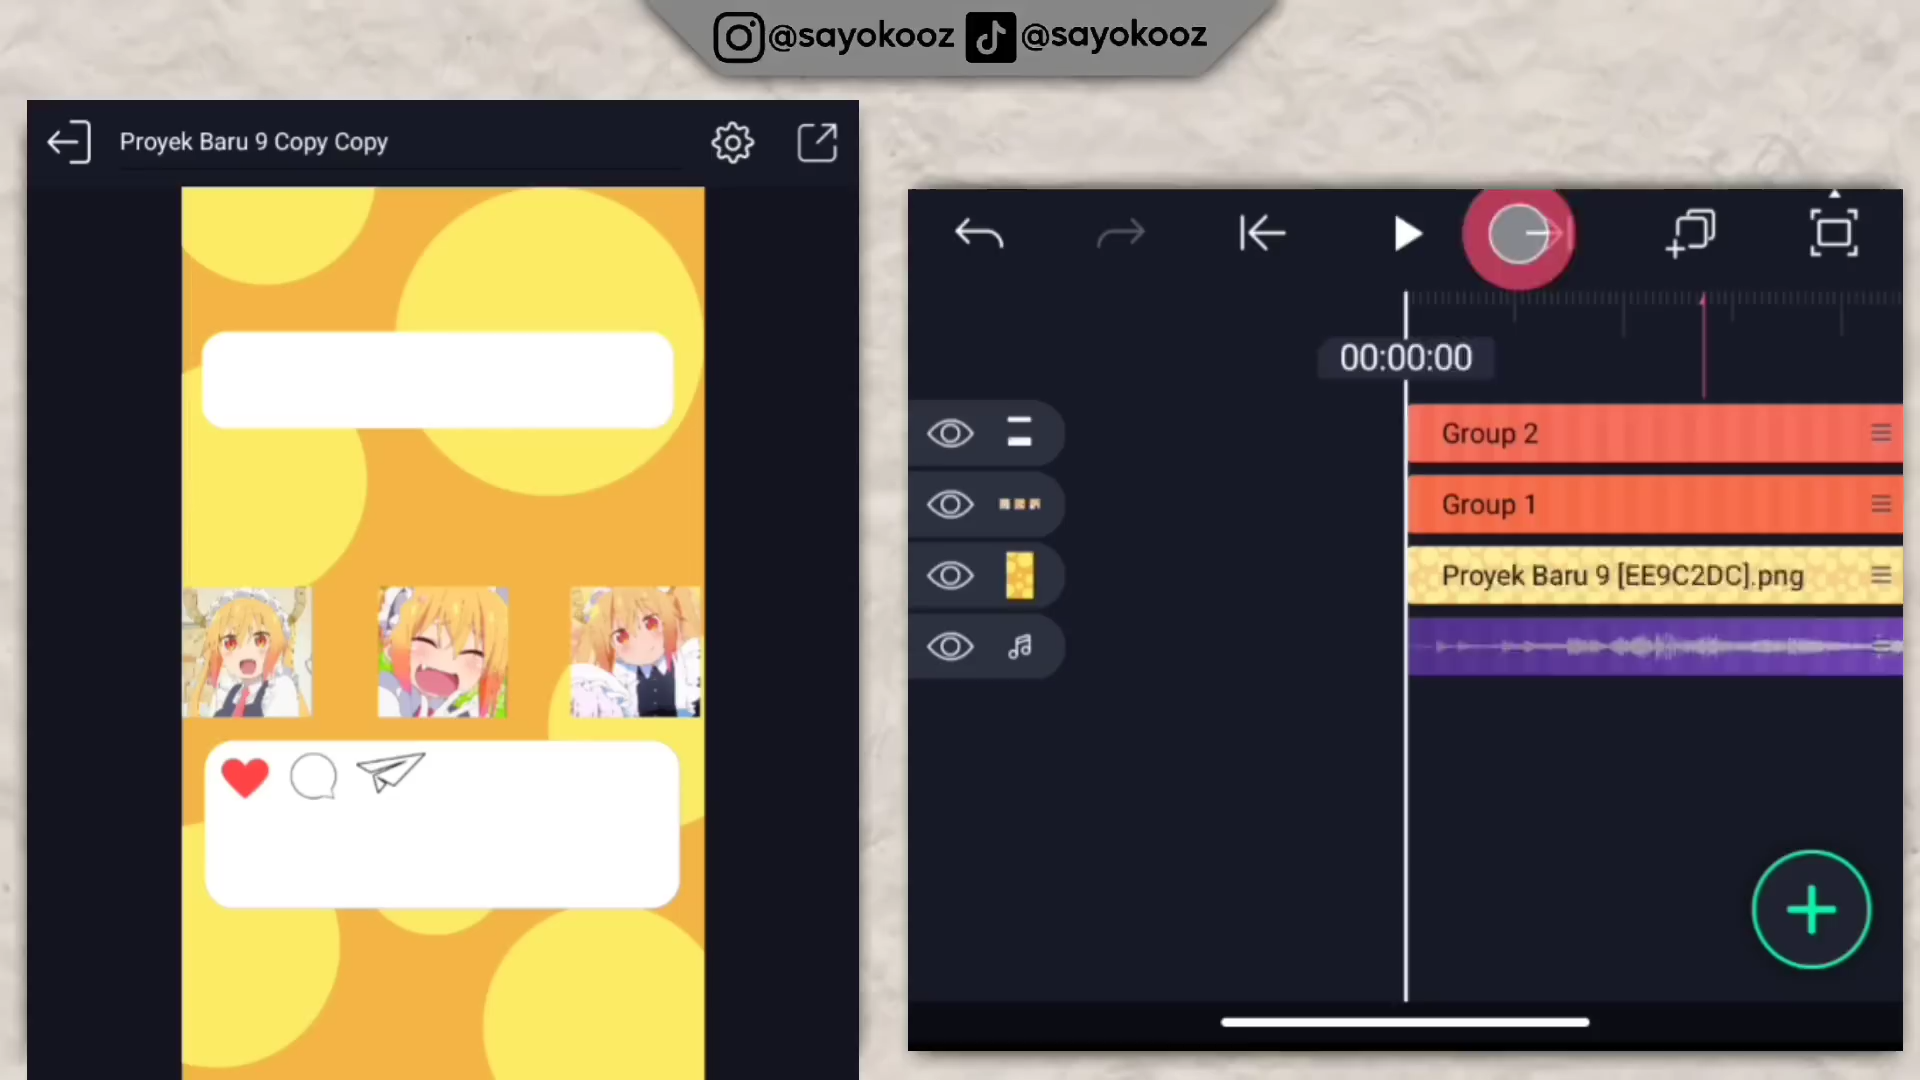 @sayokooz @sayokooz
Proyek Baru 9 Copy Copy
00:00:00
Group 2
Group 1
Proyek Baru 9 [EE9C2DC].png